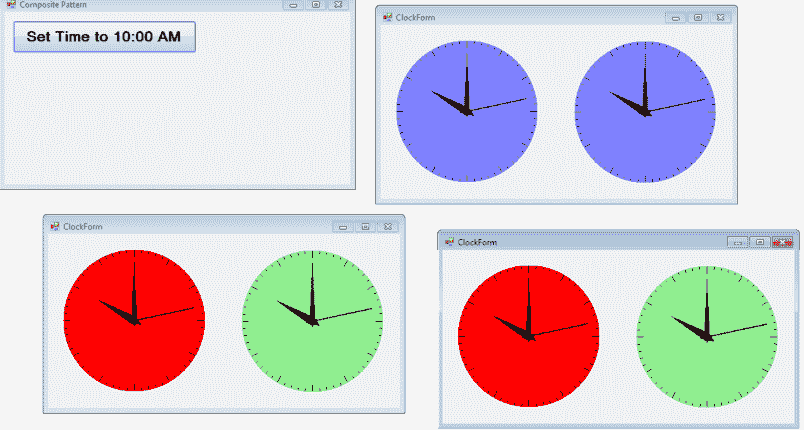 Composite Pattern
Set Time to 10:00 AM
ClockForm
ClockForm
ClockForm